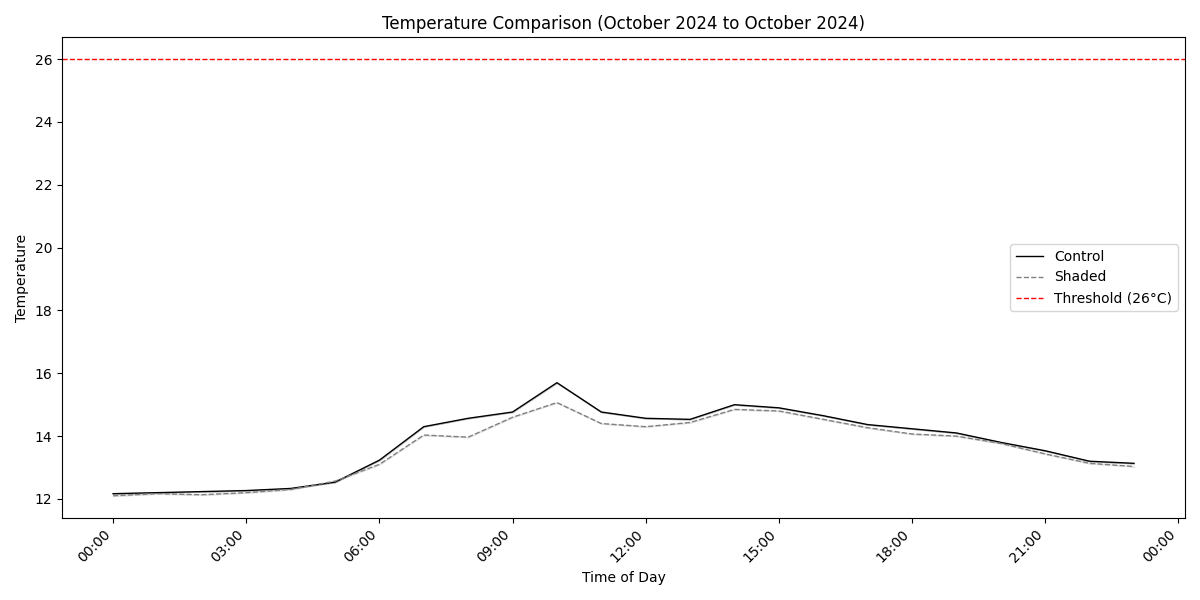 Temperature Comparison (October 2024 to October 2024)
26
24
22
20
18
16
14
12
Temperature
Control
Shaded
Threshold (26°C)
00:00
03:00
06:00
09:00
12:00
15:00
18:00
21:00
00:00
Time of Day